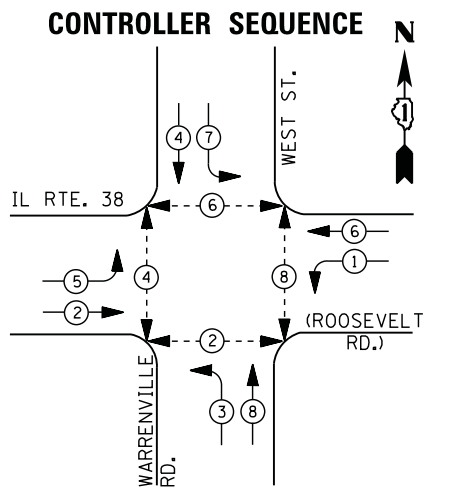 CONTROLLER SEQUENCE
N
1
WEST ST.
4 7
IL RTE. 38
6
6
5
4
8
1
2
(ROOSEVELT
RD.)
2
3 8
WARRENVILLE
RD.